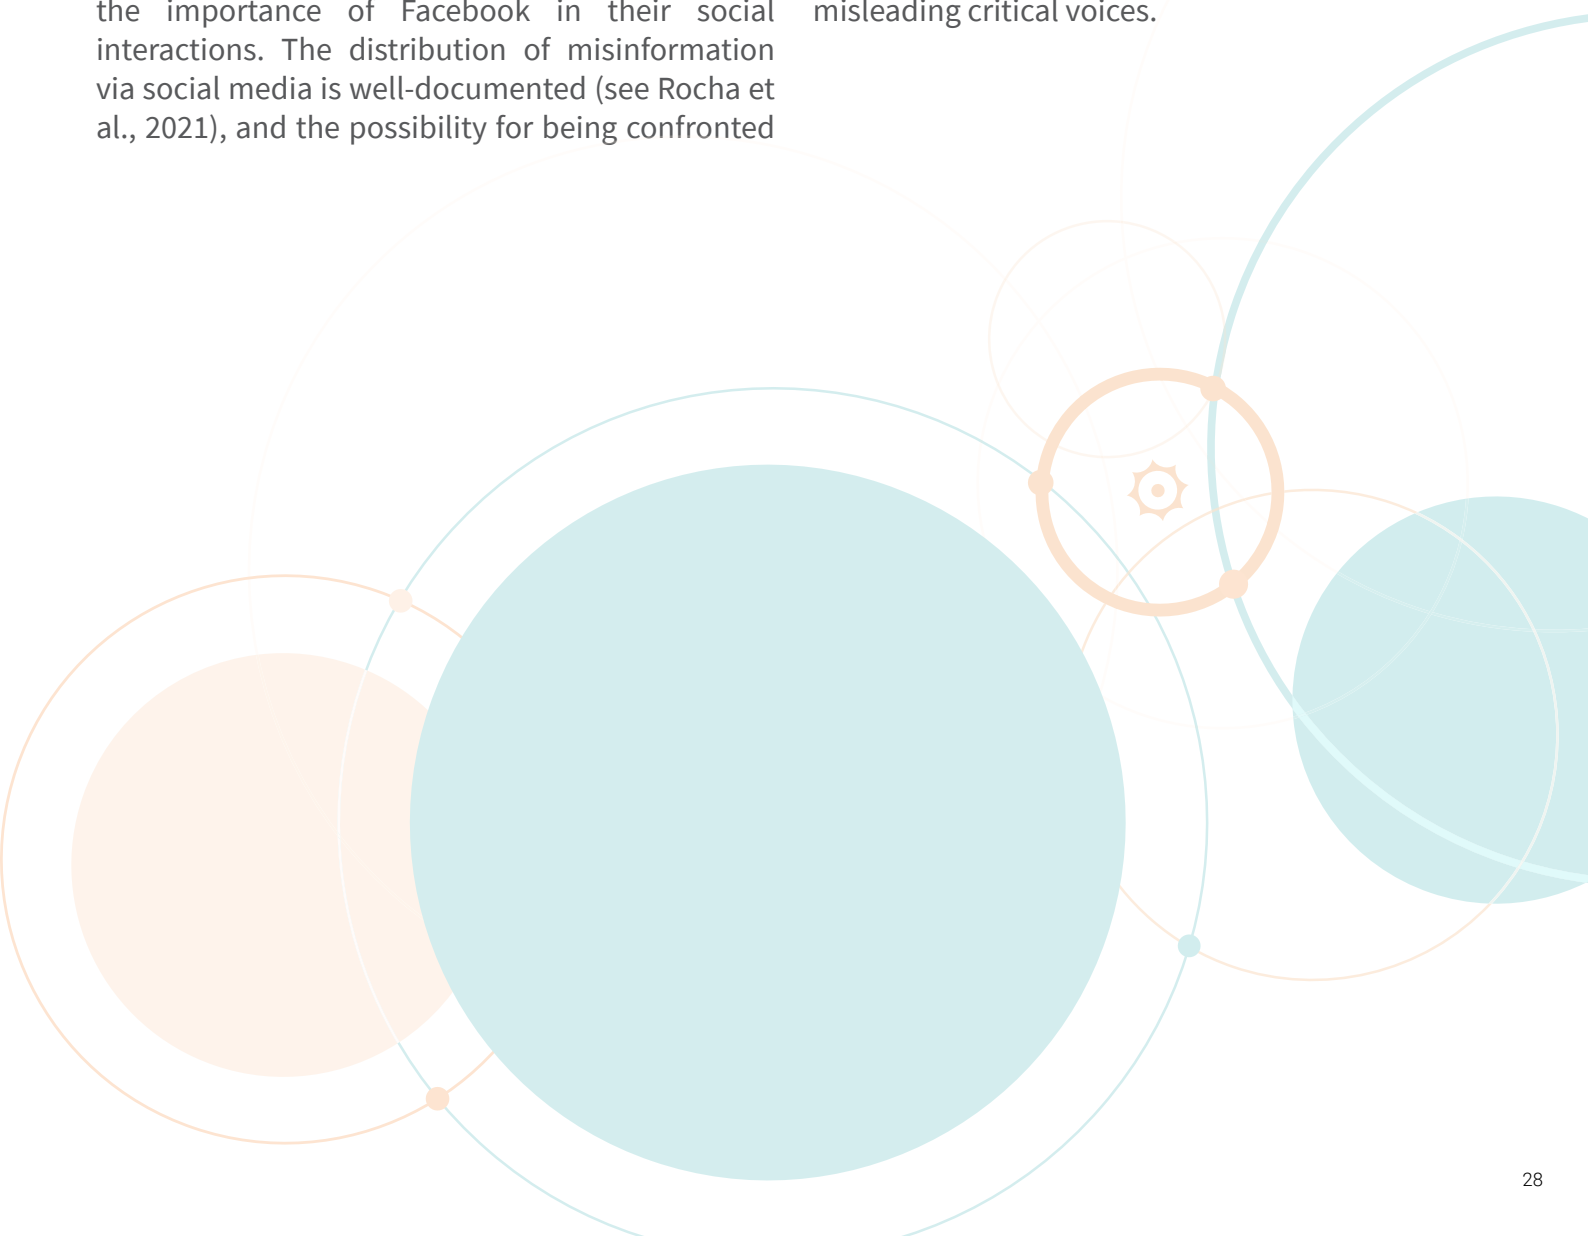 the importance of Facebook in their social
interactions. The distribution of misinformation
via social media is well-documented (see Rocha et
al., 2021), and the possibility for being confronted
misleading critical voices.
28